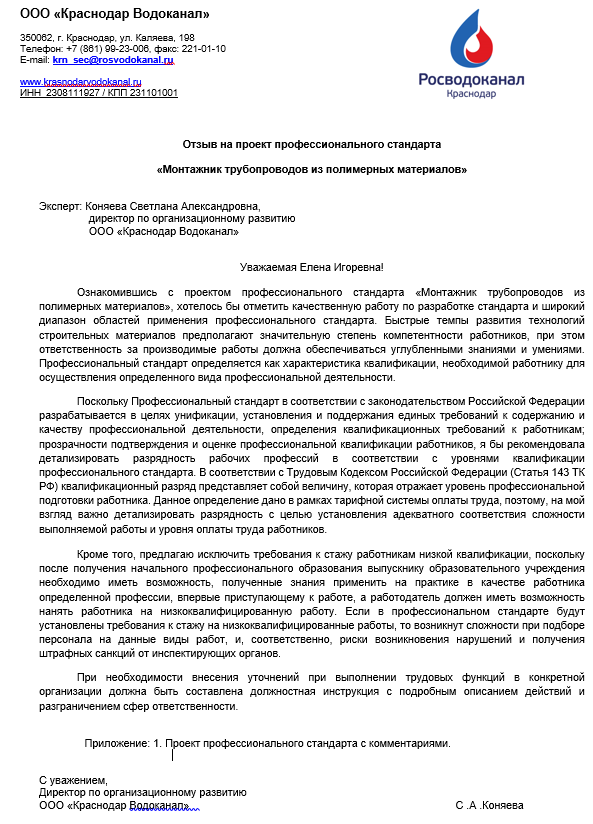 ООО «Краснодар Водоканал»
350062, г. Краснодар, ул. Каляева, 198
Телефон: +7 (861) 99-23-006, факс: 221-01-10
E-mail: krn_sec@rosvodokanal.ru
www.krasnodarvodokanal.ru
ИНН 2308111927 / КПП 231101001
Росводоканал
Краснодар
Отзыв на проект профессионального стандарта
«Монтажник трубопроводов из полимерных материалов»
Эксперт: Коняева Светлана Александровна,
директор по организационному развитию
ООО «Краснодар Водоканал»
Уважаемая Елена Игоревна!
Ознакомившись с проектом профессионального стандарта «Монтажник трубопроводов из
полимерных материалов», хотелось бы отметить качественную работу по разработке стандарта и широкий
диапазон областей применения профессионального стандарта. Быстрые темпы развития технологий
строительных материалов предполагают значительную степень компетентности работников, при этом
ответственность за производимые работы должна обеспечиваться углубленными знаниями и умениями.
Профессиональный стандарт определяется как характеристика квалификации, необходимой работнику для
осуществления определенного вида профессиональной деятельности.
Поскольку Профессиональный стандарт в соответствии с законодательством Российской Федерации
разрабатывается в целях унификации, установления и поддержания единых требований к содержанию и
качеству профессиональной деятельности, определения квалификационных требований к работникам;
прозрачности подтверждения и оценке профессиональной квалификации работников, я бы рекомендовала
детализировать разрядность рабочих профессий в соответствии с уровнями квалификации
профессионального стандарта. В соответствии с Трудовым Кодексом Российской Федерации (Статья 143 ТК
РФ) квалификационный разряд представляет собой величину, которая отражает уровень профессиональной
подготовки работника. Данное определение дано в рамках тарифной системы оплаты труда, поэтому, на мой
взгляд важно детализировать разрядность с целью установления адекватного соответствия сложности
выполняемой работы и уровня оплаты труда работников.
Кроме того, предлагаю исключить требования к стажу работникам низкой квалификации, поскольку
после получения начального профессионального образования выпускнику образовательного учреждения
необходимо иметь возможность, полученные знания применить на практике в качестве работника
определенной профессии, впервые приступающему к работе, а работодатель должен иметь возможность
нанять работника на низкоквалифицированную работу. Если в профессиональном стандарте будут
установлены требования к стажу на низкоквалифицированные работы, то возникнут сложности при подборе
персонала на данные виды работ, и, соответственно, риски возникновения нарушений и получения
штрафных санкций от инспектирующих органов.
При необходимости внесения уточнений при выполнении трудовых функций в конкретной
организации должна быть составлена должностная инструкция с подробным описанием действий и
разграничением сфер ответственности.
Приложение: 1. Проект профессионального стандарта с комментариями.
С уважением,
Директор по организационному развитию
ООО «Краснодар Водоканал» С .А .Коняева